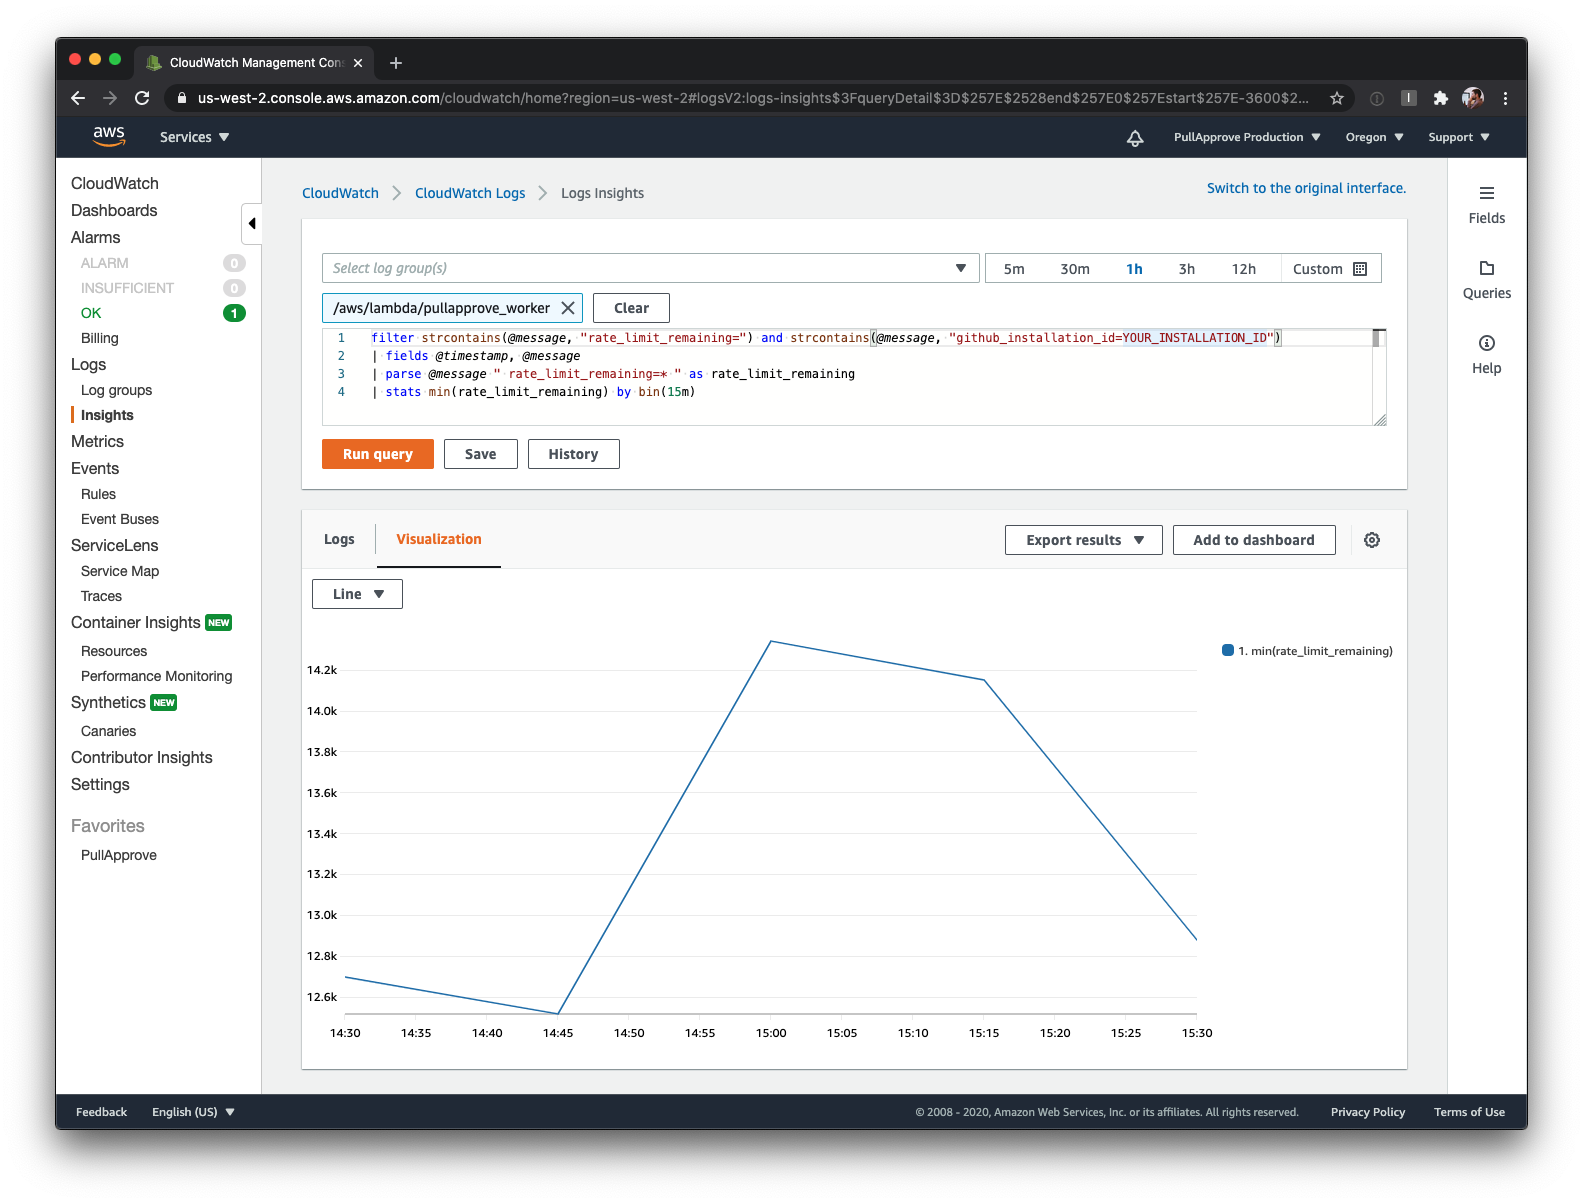 CloudWatch Management Con
us-west-2.console.aws.amazon.com/cloudwatch/home?region=us-west-2#logsV2:logs-insights$3FqueryDetail$3D$257E$2528end$257E0$257Estart$257E-3600$2...
aws
Services
PullApprove Production
Oregon
Support
CloudWatch
Dashboards
Alarms
ALARM 0
INSUFFICIENT 0
OK 1
Billing
Logs
Log groups
Insights
Metrics
Events
Rules
Event Buses
ServiceLens
Service Map
Traces
Container Insights NEW
Resources
Performance Monitoring
Synthetics NEW
Canaries
Contributor Insights
Settings
Favorites
PullApprove
CloudWatch
CloudWatch Logs
Logs Insights
Switch to the original interface.
Select log group(s)
5m 30m 1h 3h 12h Custom
/aws/lambda/pullapprove_worker
Clear
1 filter strcontains(@message, "rate_limit_remaining=") and strcontains(@message, "github_installation_id=YOUR_INSTALLATION_ID")
2 | fields @timestamp, @message
3 | parse @message " rate_limit_remaining=* " as rate_limit_remaining
4 | stats min(rate_limit_remaining) by bin(15m)
Run query
Save
History
Logs
Visualization
Export results
Add to dashboard
Line
14.2k
14.0k
13.8k
13.6k
13.4k
13.2k
13.0k
12.8k
12.6k
14:30 14:35 14:40 14:45 14:50 14:55 15:00 15:05 15:10 15:15 15:20 15:25 15:30
1. min(rate_limit_remaining)
Fields
Queries
Help
Feedback
English (US)
© 2008 - 2020, Amazon Web Services, Inc. or its affiliates. All rights reserved.
Privacy Policy
Terms of Use